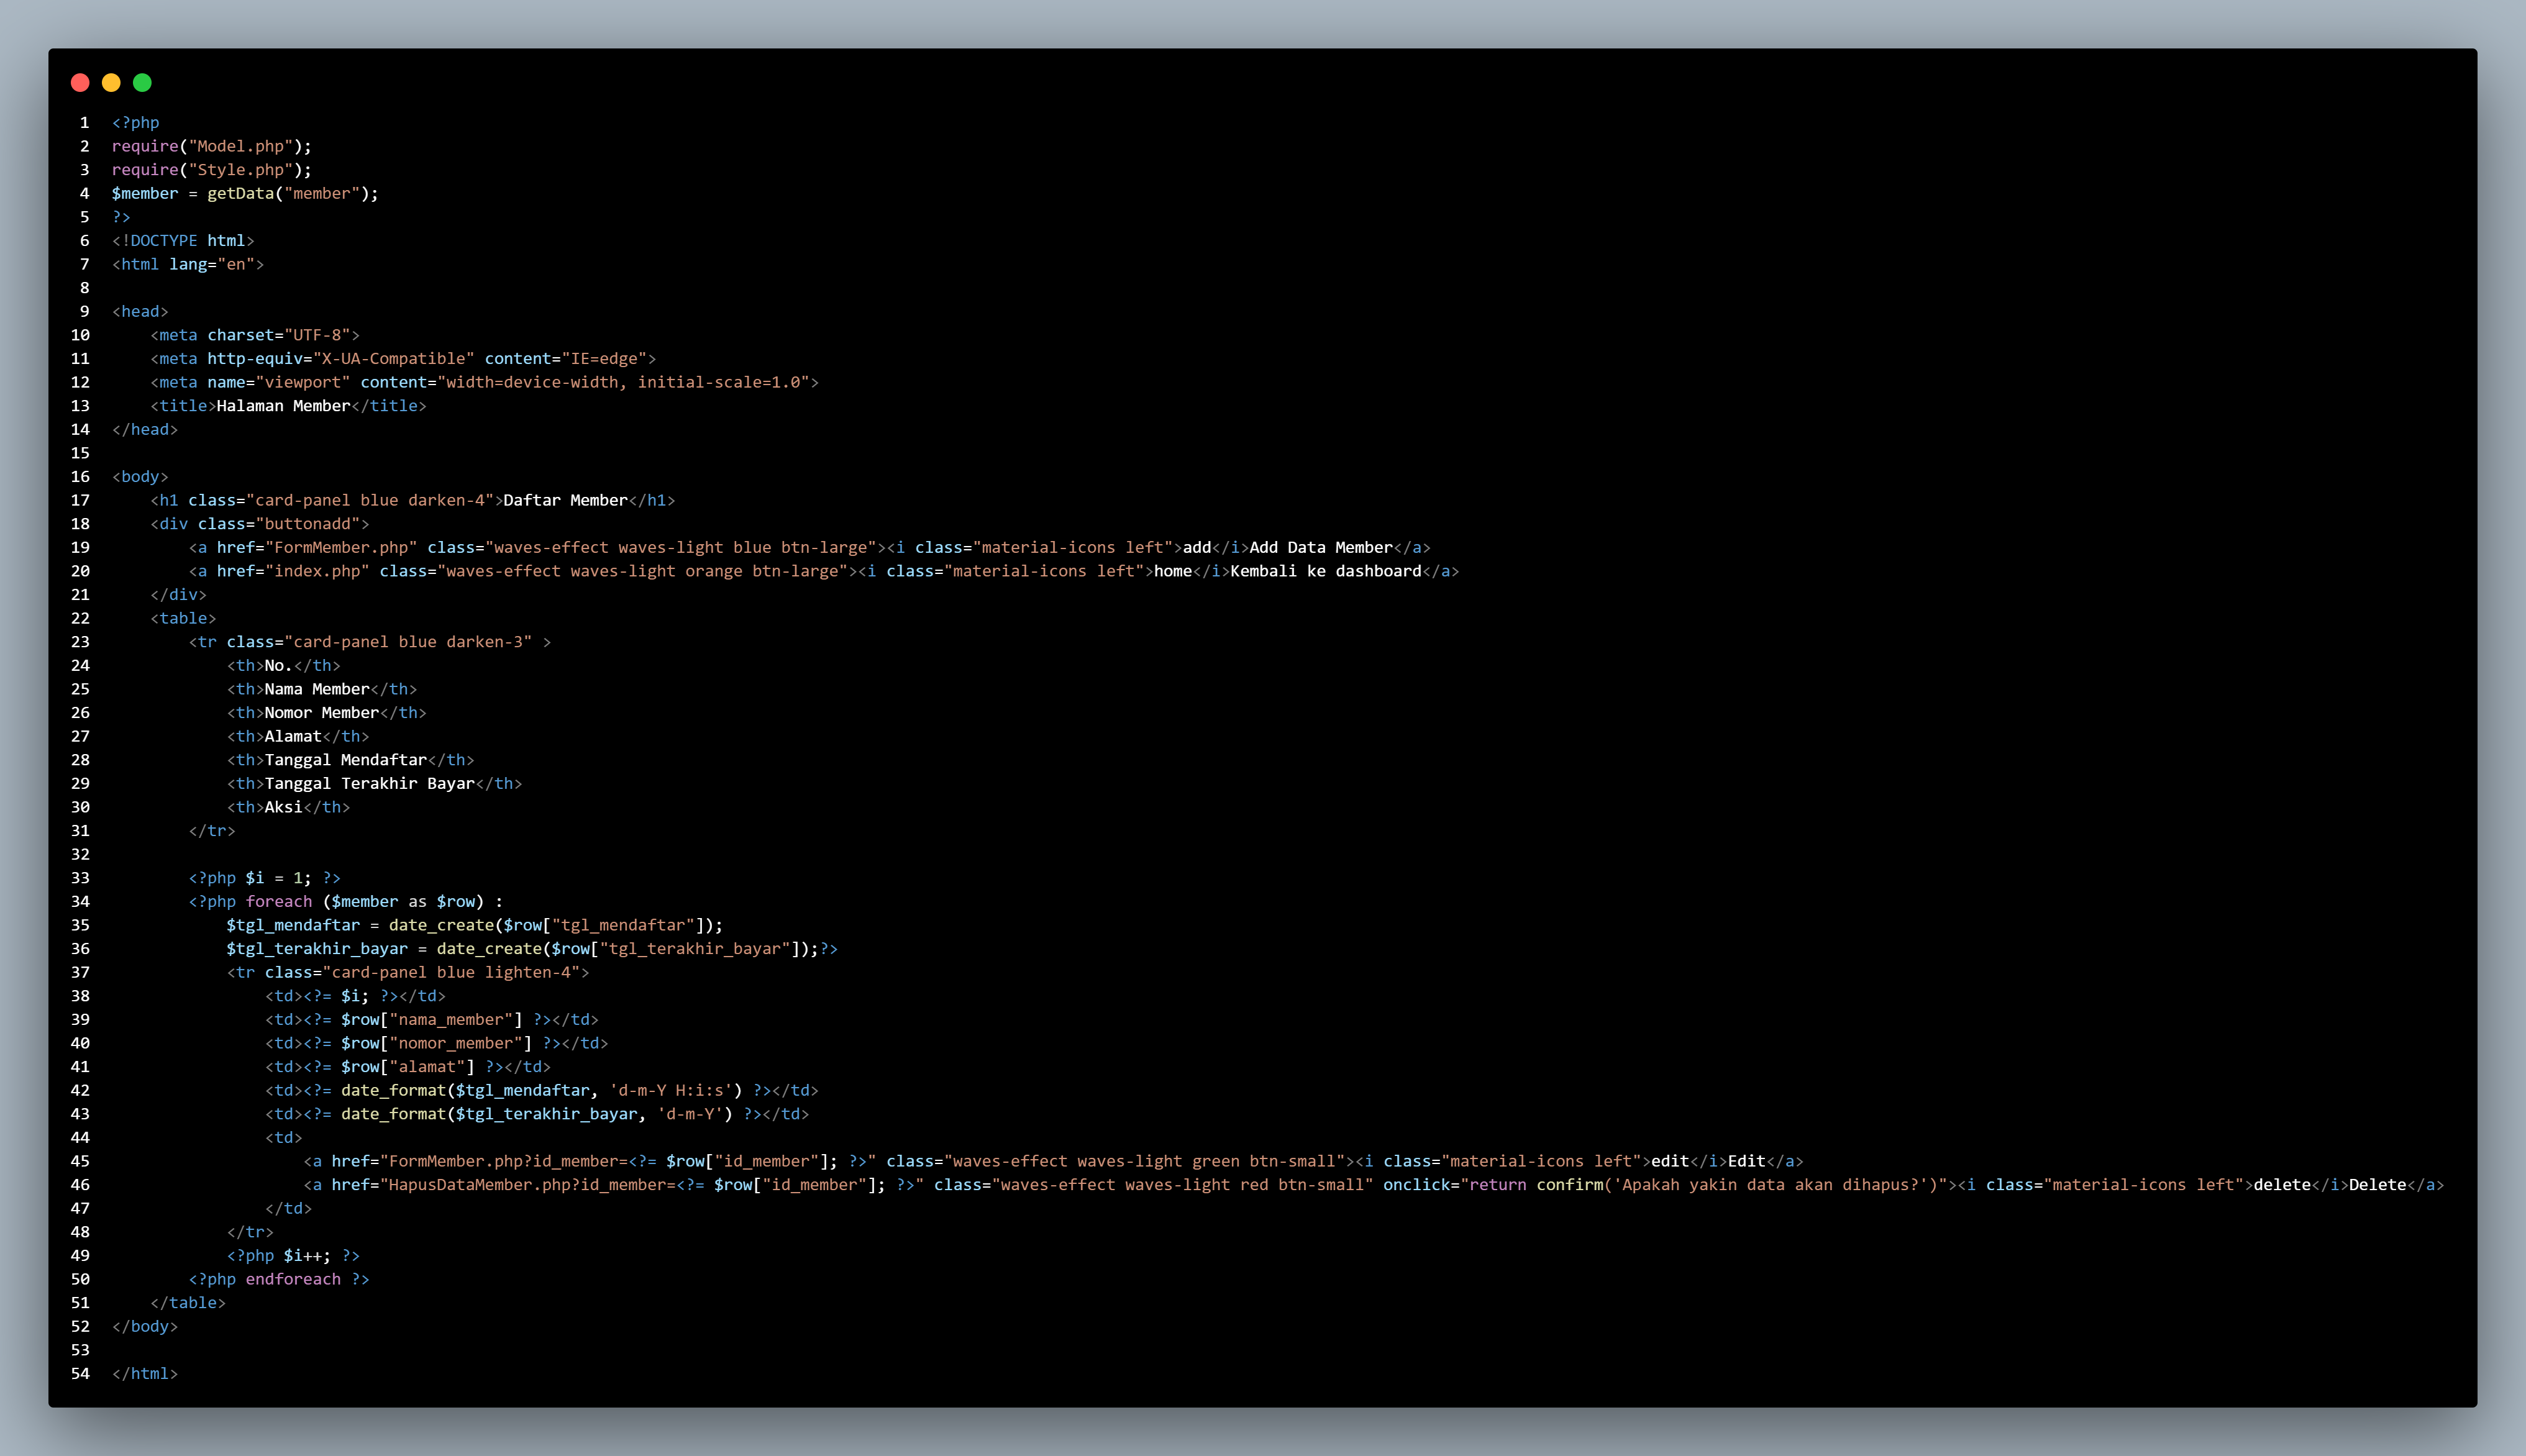 1 <?php
2 require("Model.php");
3 require("Style.php");
4 $member = getData("member");
5 ?>
6 <!DOCTYPE html>
7 <html lang="en">
8
9 <head>
10     <meta charset="UTF-8">
11     <meta http-equiv="X-UA-Compatible" content="IE=edge">
12     <meta name="viewport" content="width=device-width, initial-scale=1.0">
13     <title>Halaman Member</title>
14 </head>
15
16 <body>
17     <h1 class="card-panel blue darken-4">Daftar Member</h1>
18     <div class="buttonadd">
19         <a href="FormMember.php" class="waves-effect waves-light blue btn-large"><i class="material-icons left">add</i>Add Data Member</a>
20         <a href="index.php" class="waves-effect waves-light orange btn-large"><i class="material-icons left">home</i>Kembali ke dashboard</a>
21     </div>
22     <table>
23         <tr class="card-panel blue darken-3" >
24             <th>No.</th>
25             <th>Nama Member</th>
26             <th>Nomor Member</th>
27             <th>Alamat</th>
28             <th>Tanggal Mendaftar</th>
29             <th>Tanggal Terakhir Bayar</th>
30             <th>Aksi</th>
31         </tr>
32
33         <?php $i = 1; ?>
34         <?php foreach ($member as $row) :
35             $tgl_mendaftar = date_create($row["tgl_mendaftar"]);
36             $tgl_terakhir_bayar = date_create($row["tgl_terakhir_bayar"]);?>
37             <tr class="card-panel blue lighten-4">
38                 <td><?= $i; ?></td>
39                 <td><?= $row["nama_member"] ?></td>
40                 <td><?= $row["nomor_member"] ?></td>
41                 <td><?= $row["alamat"] ?></td>
42                 <td><?= date_format($tgl_mendaftar, 'd-m-Y H:i:s') ?></td>
43                 <td><?= date_format($tgl_terakhir_bayar, 'd-m-Y') ?></td>
44                 <td>
45                     <a href="FormMember.php?id_member=<?= $row["id_member"]; ?>" class="waves-effect waves-light green btn-small"><i class="material-icons left">edit</i>Edit</a>
46                     <a href="HapusDataMember.php?id_member=<?= $row["id_member"]; ?>" class="waves-effect waves-light red btn-small" onclick="return confirm('Apakah yakin data akan dihapus?')"><i class="material-icons left">delete</i>Delete</a>
47                 </td>
48             </tr>
49             <?php $i++; ?>
50         <?php endforeach ?>
51     </table>
52 </body>
53
54 </html>